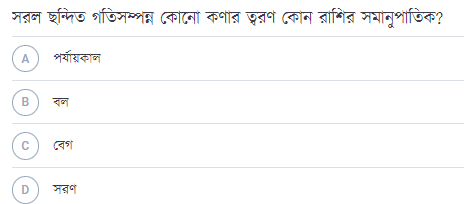 সরল ছন্দিত গতিসম্পন্ন কোনো কণার ত্বরণ কোন রাশির সমানুপাতিক?
A পর্যায়কাল
B বল
C বেগ
D সরণ